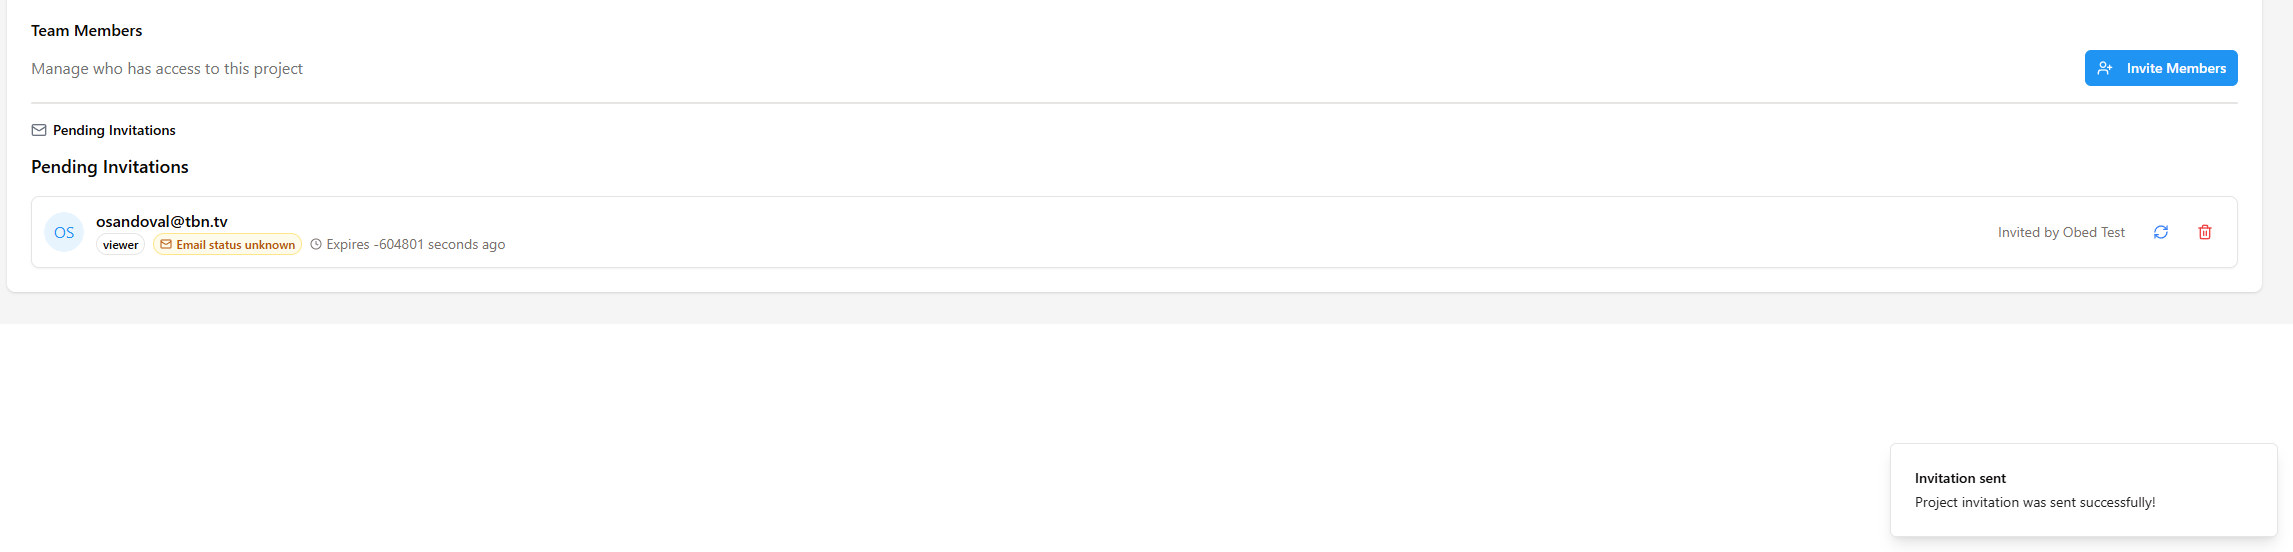 Team Members
Manage who has access to this project
Invite Members
Pending Invitations
Pending Invitations
OS
osandoval@tbn.tv
viewer
Email status unknown
Expires -604801 seconds ago
Invited by Obed Test
Invitation sent
Project invitation was sent successfully!